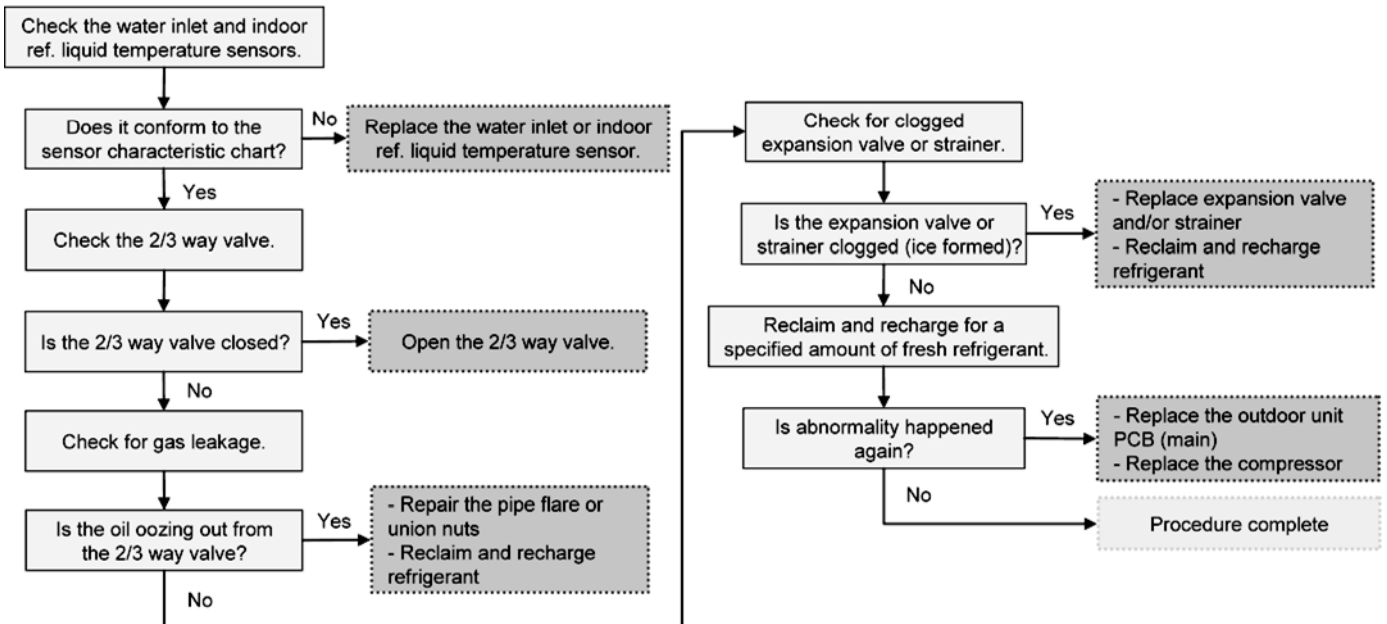 Check the water inlet and indoor
ref. liquid temperature sensors.
Does it conform to the
sensor characteristic chart?
No
Replace the water inlet or indoor
ref. liquid temperature sensor.
Yes
Check the 2/3 way valve.
Is the 2/3 way valve closed?
Yes
Open the 2/3 way valve.
No
Check for gas leakage.
Is the oil oozing out from
the 2/3 way valve?
Yes
- Repair the pipe flare or
union nuts
- Reclaim and recharge
refrigerant
No
Check for clogged
expansion valve or strainer.
Is the expansion valve or
strainer clogged (ice formed)?
Yes
- Replace expansion valve
and/or strainer
- Reclaim and recharge
refrigerant
No
Reclaim and recharge for a
specified amount of fresh refrigerant.
Is abnormality happened
again?
Yes
- Replace the outdoor unit
PCB (main)
- Replace the compressor
No
Procedure complete